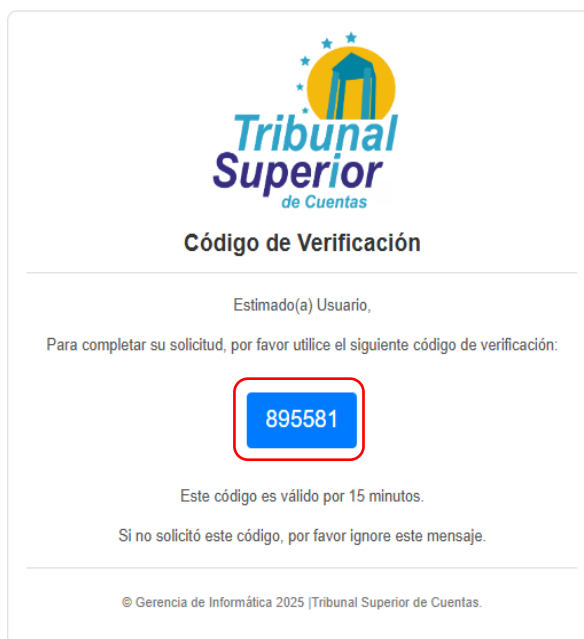 Tribunal
Superior
de Cuentas
Código de Verificación
Estimado(a) Usuario,
Para completar su solicitud, por favor utilice el siguiente código de verificación:
895581
Este código es válido por 15 minutos.
Si no solicitó este código, por favor ignore este mensaje.
© Gerencia de Informática 2025 |Tribunal Superior de Cuentas.